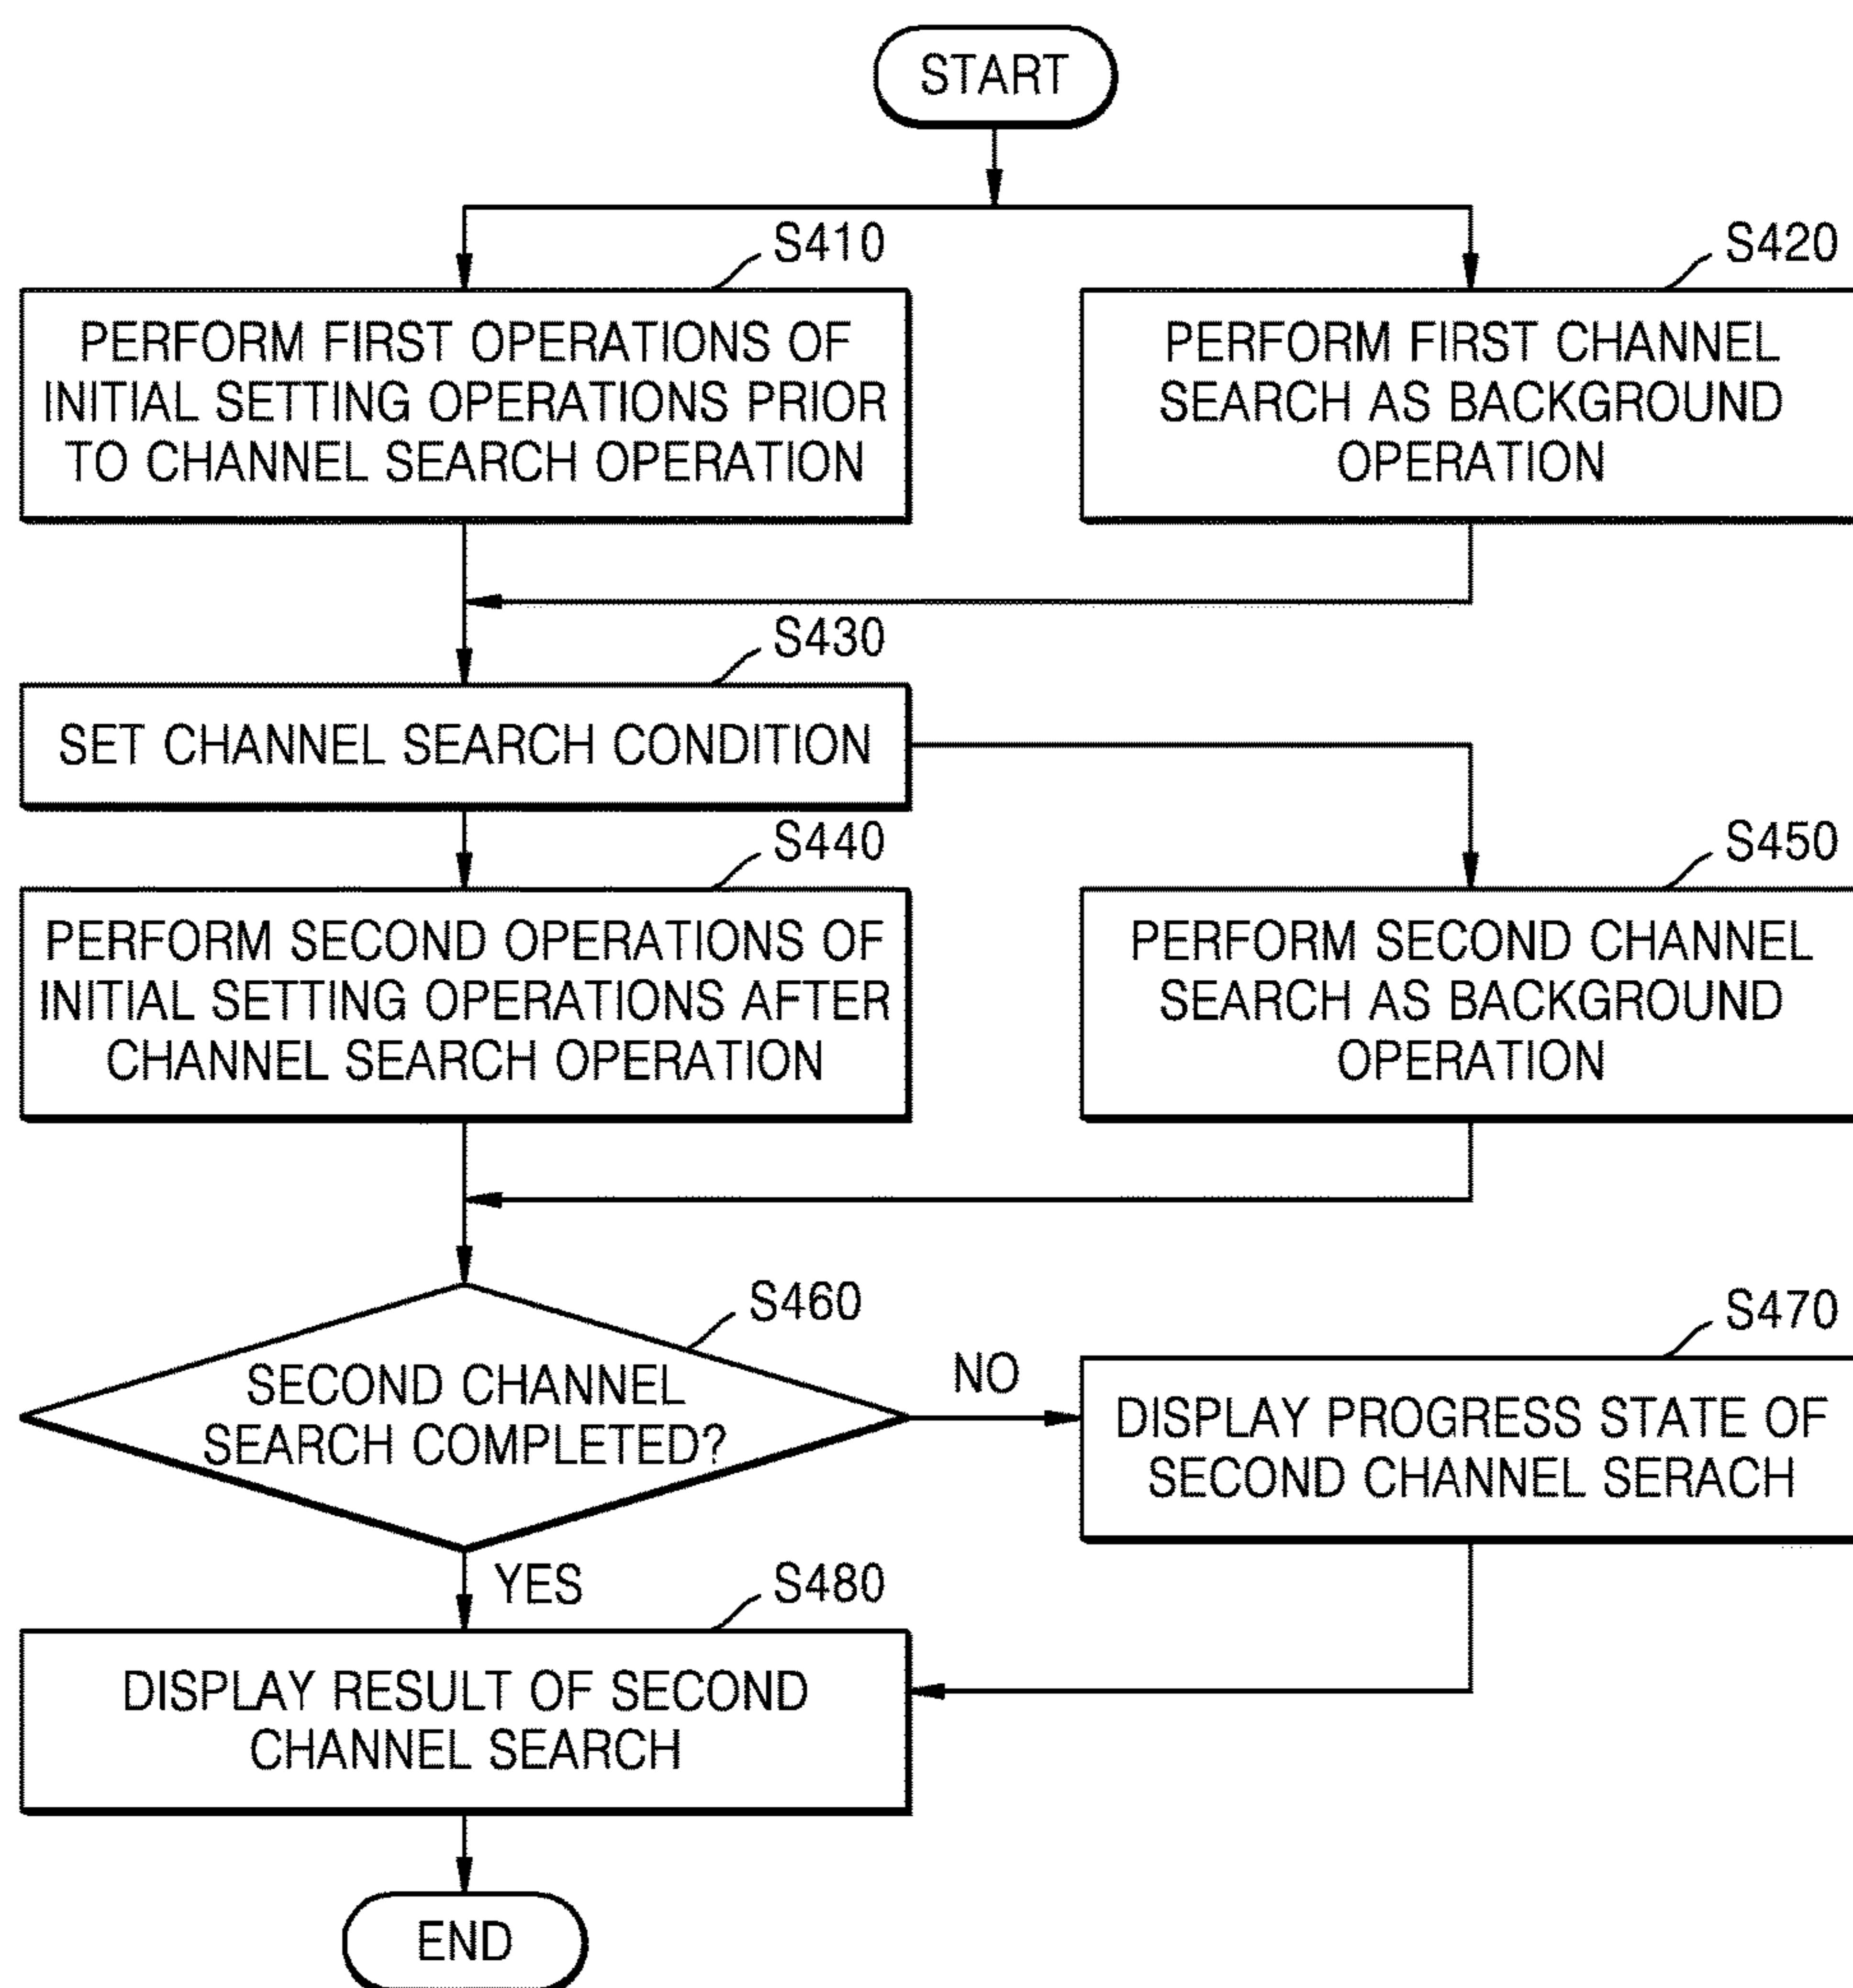 START
S410
PERFORM FIRST OPERATIONS OF
INITIAL SETTING OPERATIONS PRIOR
TO CHANNEL SEARCH OPERATION
S420
PERFORM FIRST CHANNEL
SEARCH AS BACKGROUND
OPERATION
S430
SET CHANNEL SEARCH CONDITION
S440
PERFORM SECOND OPERATIONS OF
INITIAL SETTING OPERATIONS AFTER
CHANNEL SEARCH OPERATION
S450
PERFORM SECOND CHANNEL
SEARCH AS BACKGROUND
OPERATION
S460
SECOND CHANNEL
SEARCH COMPLETED?
NO
S470
DISPLAY PROGRESS STATE OF
SECOND CHANNEL SERACH
YES
S480
DISPLAY RESULT OF SECOND
CHANNEL SEARCH
END